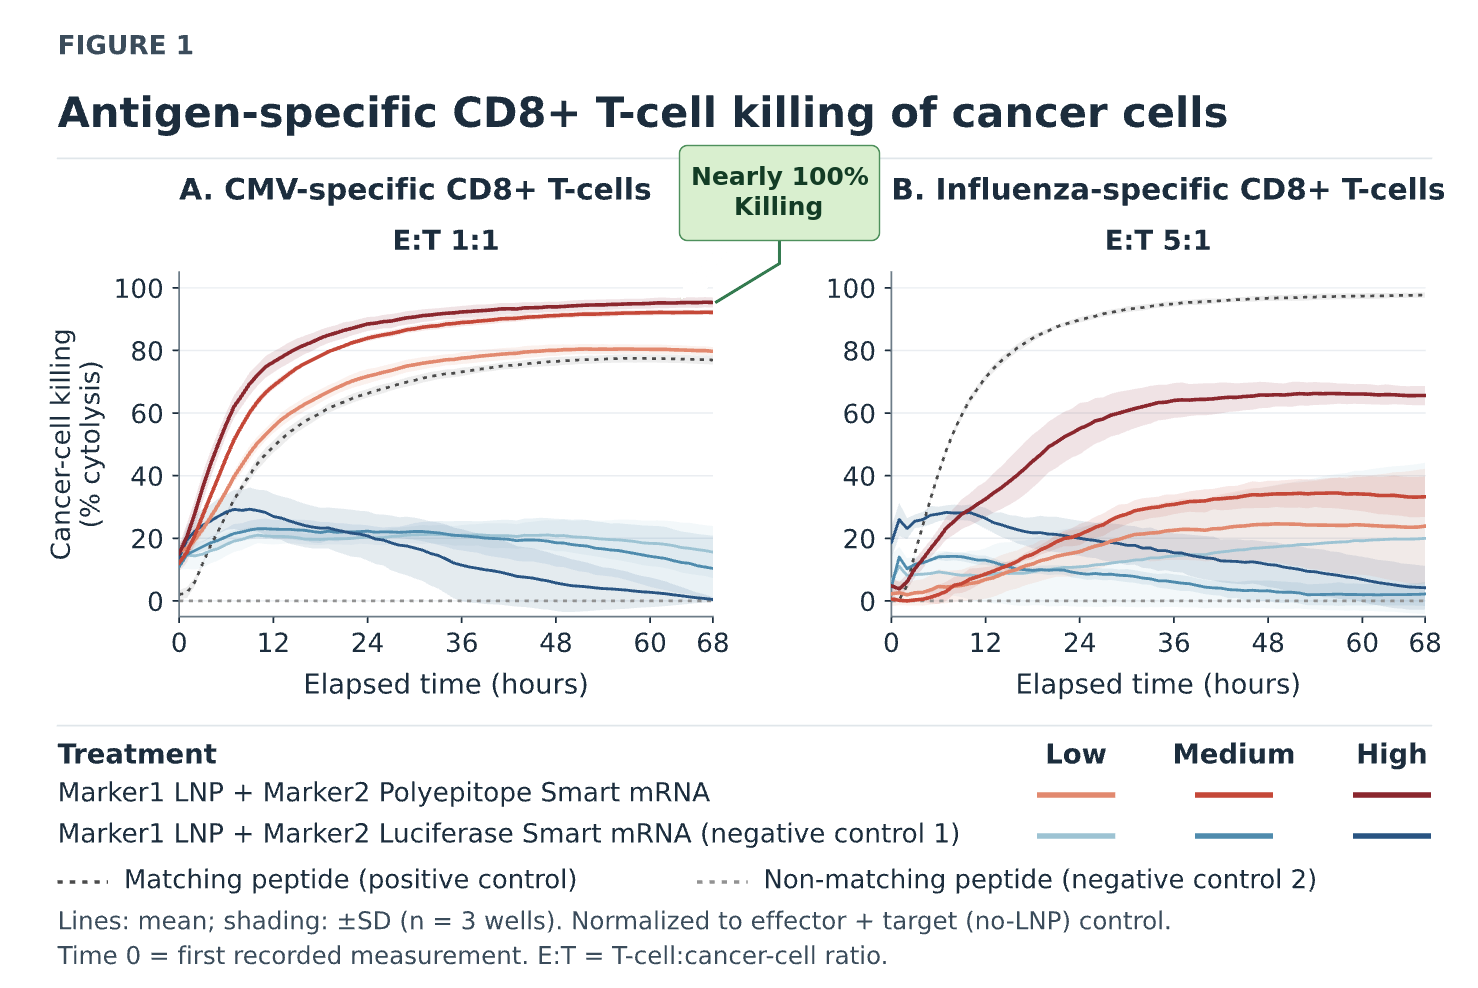 FIGURE 1
Antigen-specific CD8+ T-cell killing of cancer cells
A. CMV-specific CD8+ T-cells
E:T 1:1
Nearly 100%
Killing
B. Influenza-specific CD8+ T-cells
E:T 5:1
Cancer-cell killing
(% cytolysis)
100
80
60
40
20
0
0 12 24 36 48 60 68
Elapsed time (hours)
100
80
60
40
20
0
0 12 24 36 48 60 68
Elapsed time (hours)
Treatment Low Medium High
Marker1 LNP + Marker2 Polyepitope Smart mRNA
Marker1 LNP + Marker2 Luciferase Smart mRNA (negative control 1)
Matching peptide (positive control) Non-matching peptide (negative control 2)
Lines: mean; shading: ±SD (n = 3 wells). Normalized to effector + target (no-LNP) control.
Time 0 = first recorded measurement. E:T = T-cell:cancer-cell ratio.